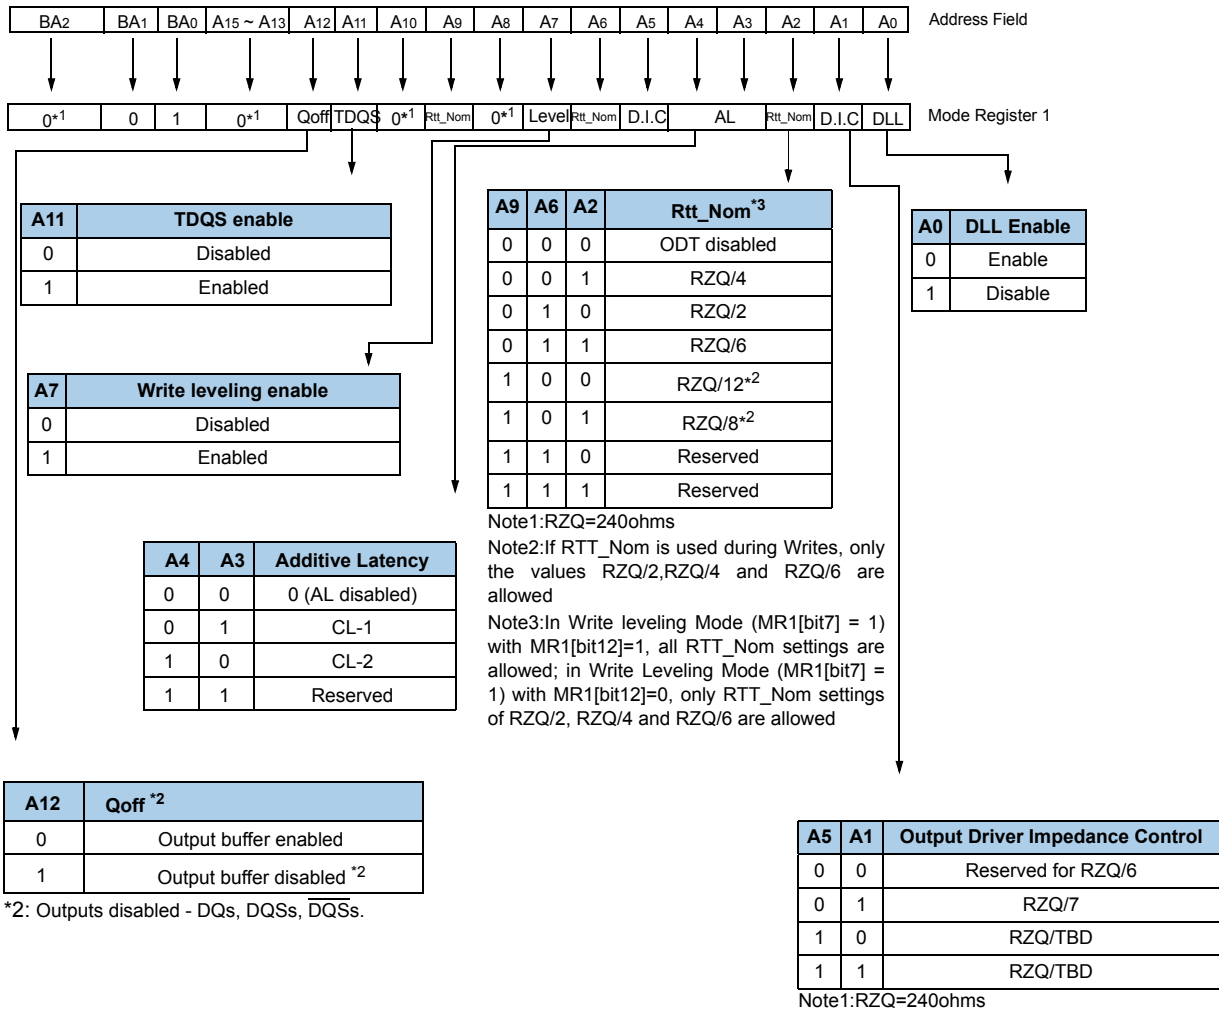 BA2 BA1 BA0 A15 ~ A13 A12 A11 A10 A9 A8 A7 A6 A5 A4 A3 A2 A1 A0 Address Field
0*1 0 1 0*1 Qoff TDQS 0*1 Rtt_Nom 0*1 Level Rtt_Nom D.I.C AL Rtt_Nom D.I.C DLL Mode Register 1
A11 TDQS enable
0 Disabled
1 Enabled
A7 Write leveling enable
0 Disabled
1 Enabled
A9 A6 A2 Rtt_Nom*3
0 0 0 ODT disabled
0 0 1 RZQ/4
0 1 0 RZQ/2
0 1 1 RZQ/6
1 0 0 RZQ/12*2
1 0 1 RZQ/8*2
1 1 0 Reserved
1 1 1 Reserved
Note1:RZQ=240ohms
Note2:If RTT_Nom is used during Writes, only
the values RZQ/2,RZQ/4 and RZQ/6 are
allowed
Note3:In Write leveling Mode (MR1[bit7] = 1)
with MR1[bit12]=1, all RTT_Nom settings are
allowed; in Write Leveling Mode (MR1[bit7] =
1) with MR1[bit12]=0, only RTT_Nom settings
of RZQ/2, RZQ/4 and RZQ/6 are allowed
A0 DLL Enable
0 Enable
1 Disable
A4 A3 Additive Latency
0 0 0 (AL disabled)
0 1 CL-1
1 0 CL-2
1 1 Reserved
A12 Qoff *2
0 Output buffer enabled
1 Output buffer disabled *2
*2: Outputs disabled - DQs, DQSs, D̅Q̅S̅s.
A5 A1 Output Driver Impedance Control
0 0 Reserved for RZQ/6
0 1 RZQ/7
1 0 RZQ/TBD
1 1 RZQ/TBD
Note1:RZQ=240ohms